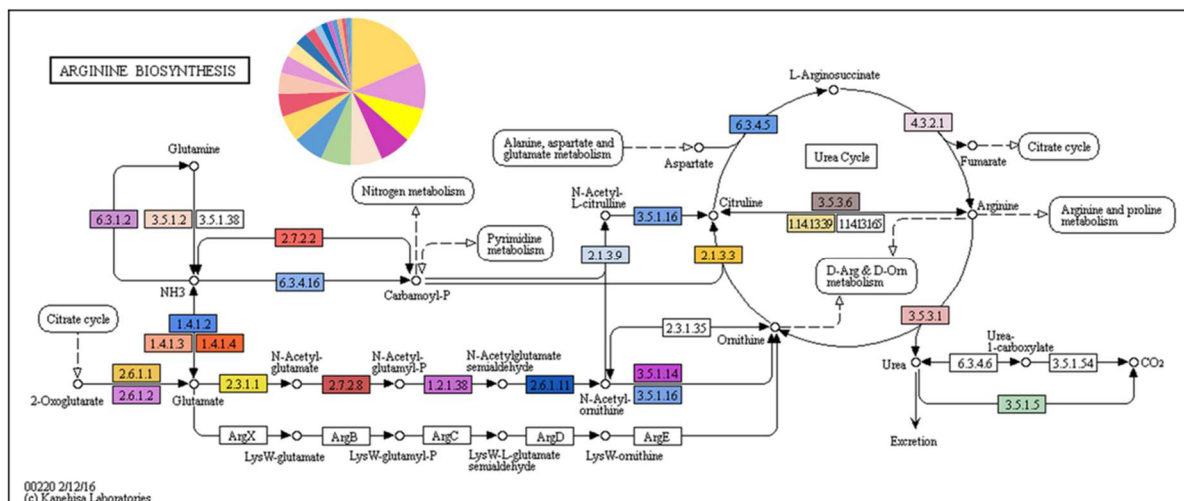 ARGININE BIOSYNTHESIS
L-Arginosuccinate
6.3.4.5
4.3.2.1
Alanine, aspartate and
glutamate metabolism
Aspartate
Urea Cycle
Fumarate
Citrate cycle
Glutamine
Nitrogen metabolism
N-Acetyl-
L-citrulline
3.5.1.16
Citruline
3.5.3.6
1.14.13.39
1.14.13.165
Arginine
Arginine and proline
metabolism
6.3.1.2
3.5.1.2
3.5.1.38
2.7.2.2
Pyrimidine
metabolism
2.1.3.9
2.1.3.3
D-Arg & D-Orn
metabolism
NH3
6.3.4.16
Carbamoyl-P
Citrate cycle
1.4.1.2
1.4.1.3
1.4.1.4
2.3.1.35
Ornithine
3.5.3.1
Urea-
1-carboxylate
Urea
6.3.4.6
3.5.1.54
CO2
3.5.1.5
Excretion
N-Acetyl-
glutamate
N-Acetyl-
glutamyl-P
N-Acetylglutamate
semialdehyde
2.6.1.1
2.6.1.2
2-Oxoglutarate
Glutamate
2.3.1.1
2.7.2.8
1.2.1.38
2.6.1.11
N-Acetyl-
ornithine
3.5.1.14
3.5.1.16
ArgX
ArgB
ArgC
ArgD
ArgE
LysW-glutamate
LysW-glutamyl-P
LysW-L-glutamate
semialdehyde
LysW-ornithine
00220 2/12/16
(c) Kanehisa Laboratories